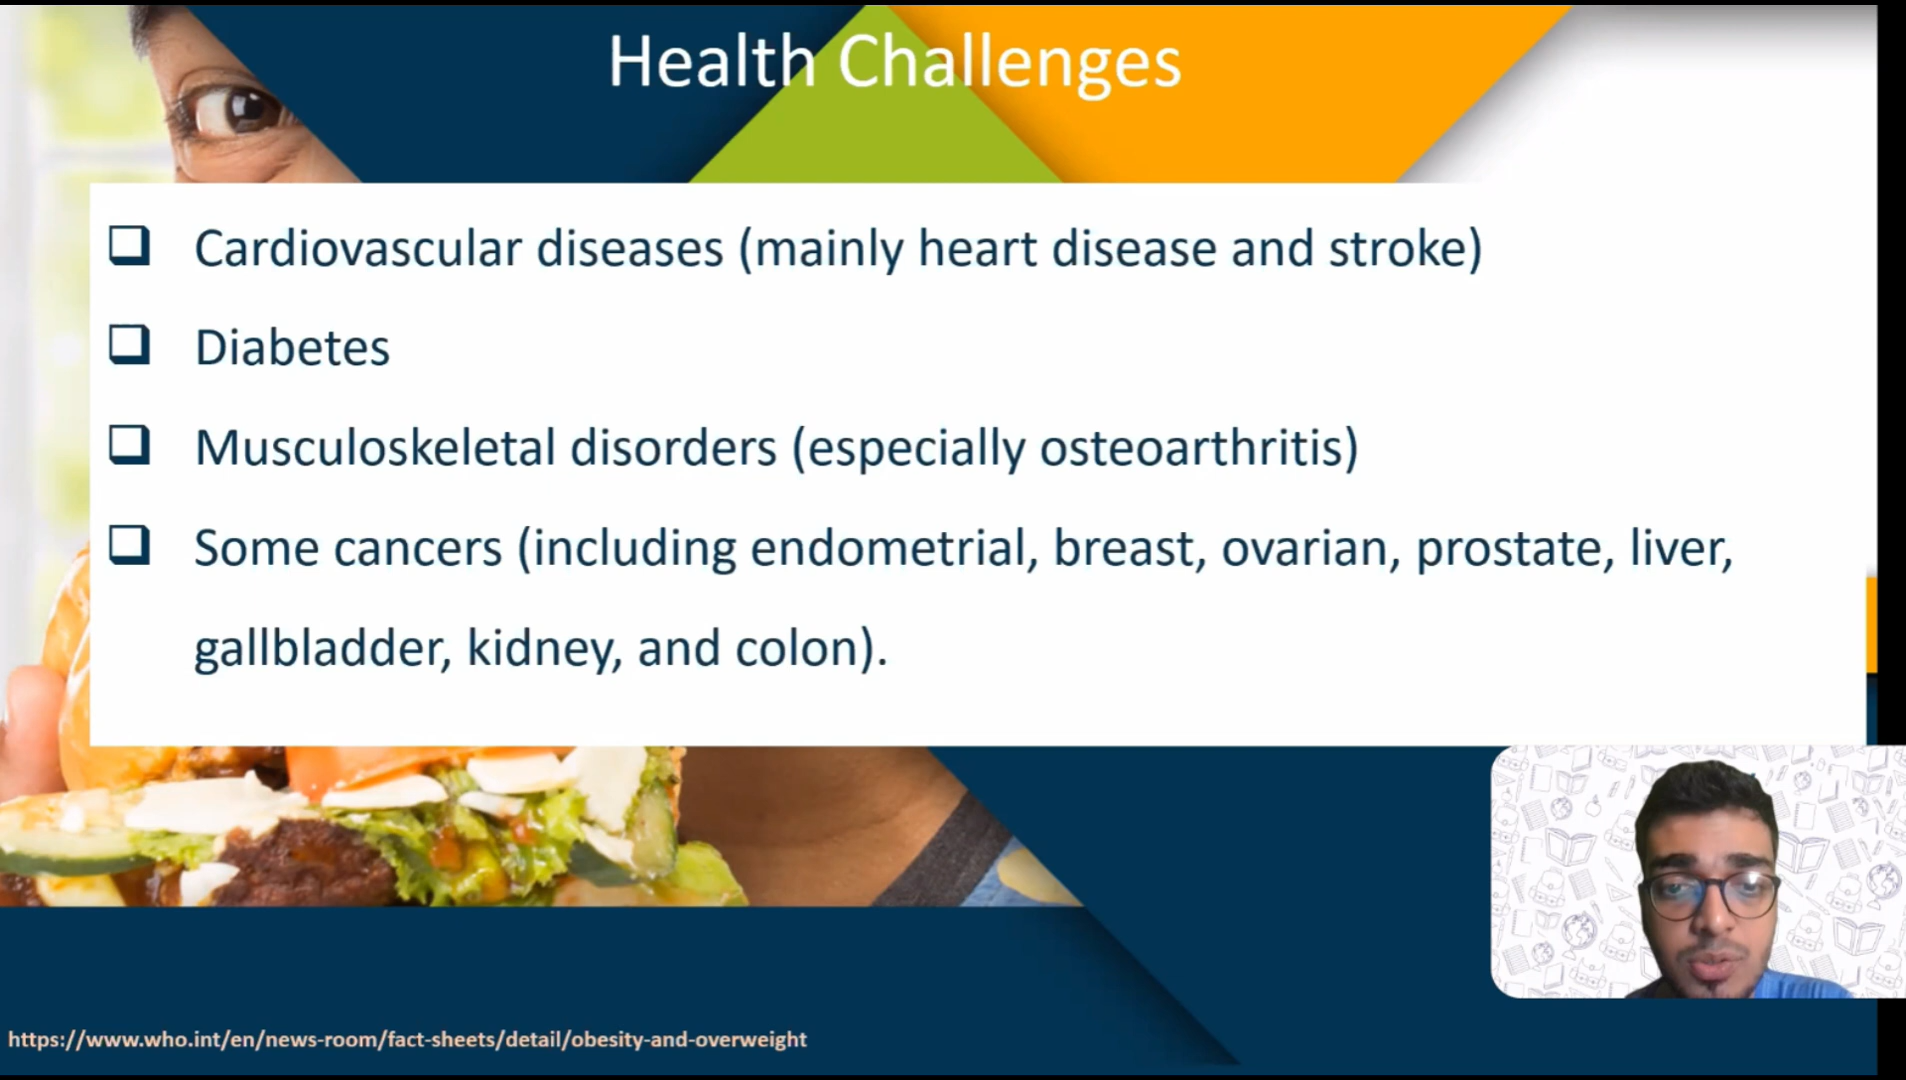 Health Challenges
Cardiovascular diseases (mainly heart disease and stroke)
Diabetes
Musculoskeletal disorders (especially osteoarthritis)
Some cancers (including endometrial, breast, ovarian, prostate, liver,
gallbladder, kidney, and colon).
https://www.who.int/en/news-room/fact-sheets/detail/obesity-and-overweight